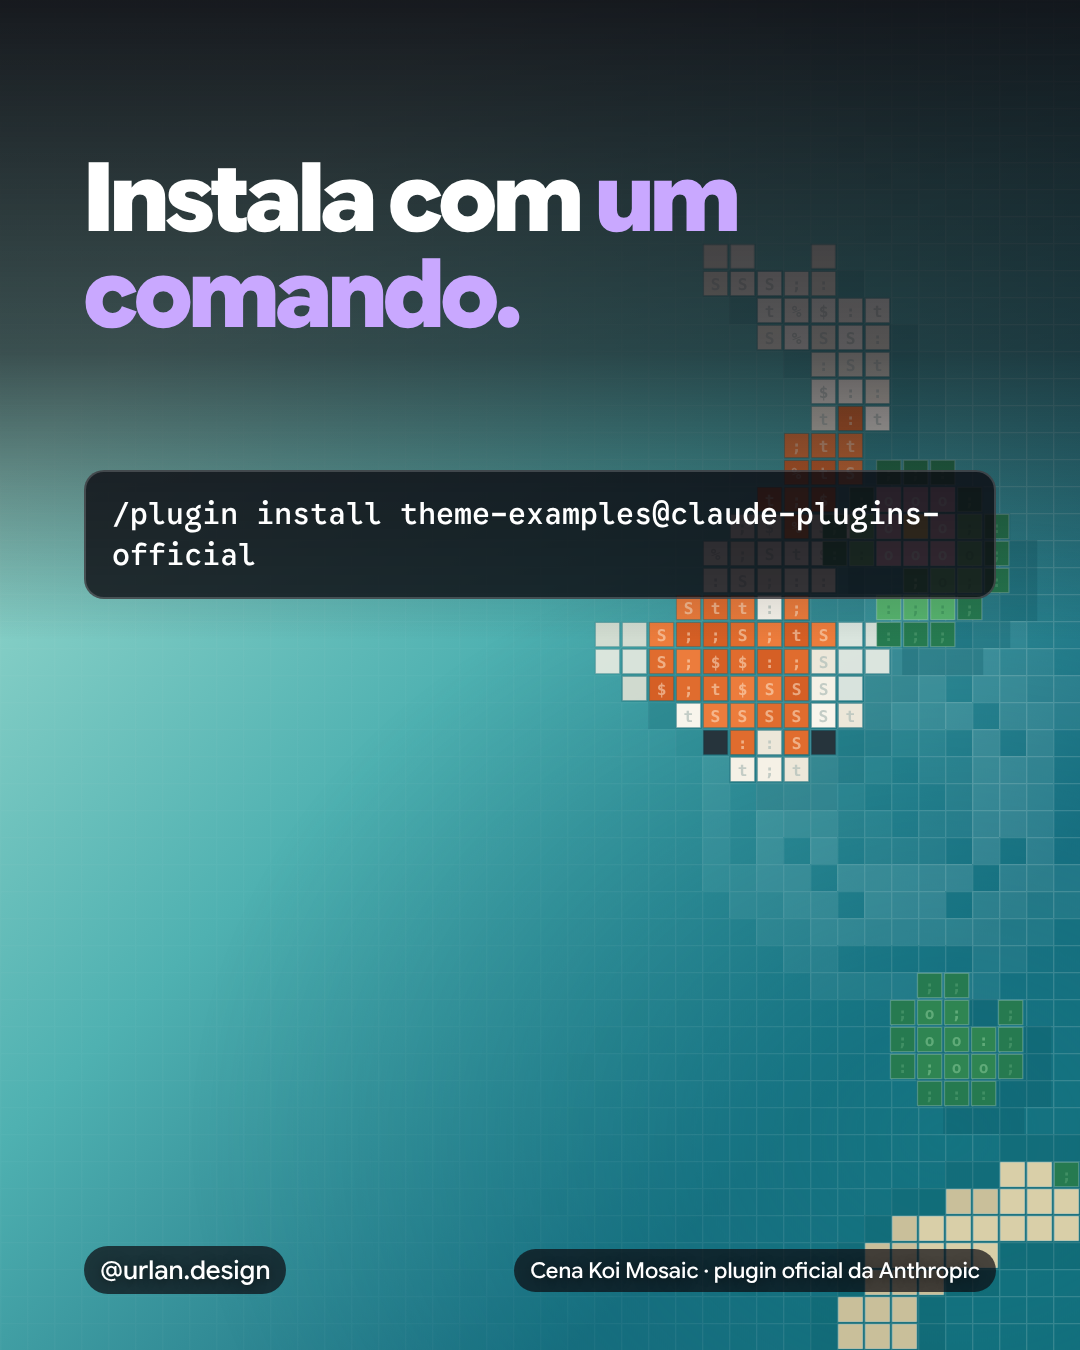 Instala com um
comando.
/plugin install theme-examples@claude-plugins-
official
@urlan.design
Cena Koi Mosaic · plugin oficial da Anthropic